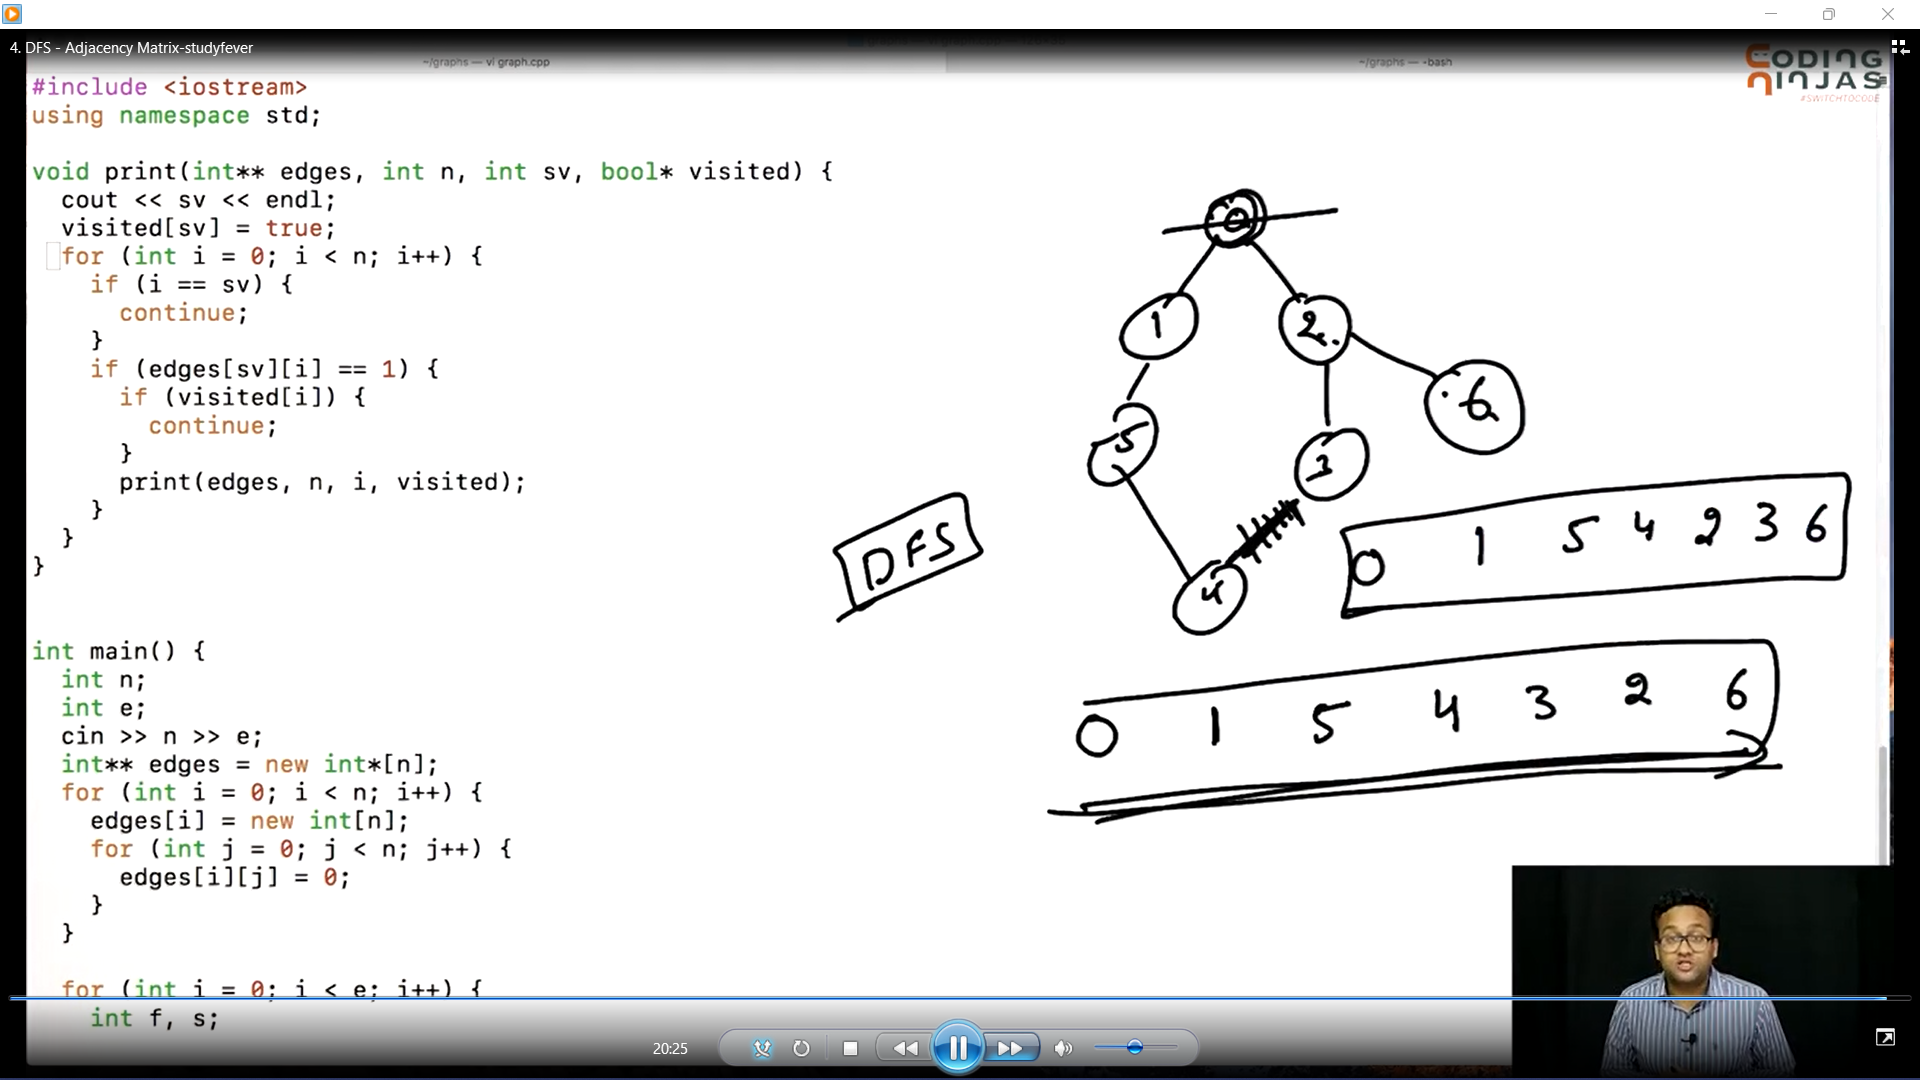 4. DFS - Adjacency Matrix-studyfever
~/graphs — vi graph.cpp
~/graphs — -bash
CODING
NINJAS
#SWITCHTOCODE
#include <iostream>
using namespace std;
void print(int** edges, int n, int sv, bool* visited) {
cout << sv << endl;
visited[sv] = true;
for (int i = 0; i < n; i++) {
if (i == sv) {
continue;
}
if (edges[sv][i] == 1) {
if (visited[i]) {
continue;
}
print(edges, n, i, visited);
}
}
}
int main() {
int n;
int e;
cin >> n >> e;
int** edges = new int*[n];
for (int i = 0; i < n; i++) {
edges[i] = new int[n];
for (int j = 0; j < n; j++) {
edges[i][j] = 0;
}
}
for (int i = 0; i < e; i++) {
int f, s;
0
1
2
5
3
6
4
DFS
0 1 5 4 2 3 6
0 1 5 4 3 2 6
20:25